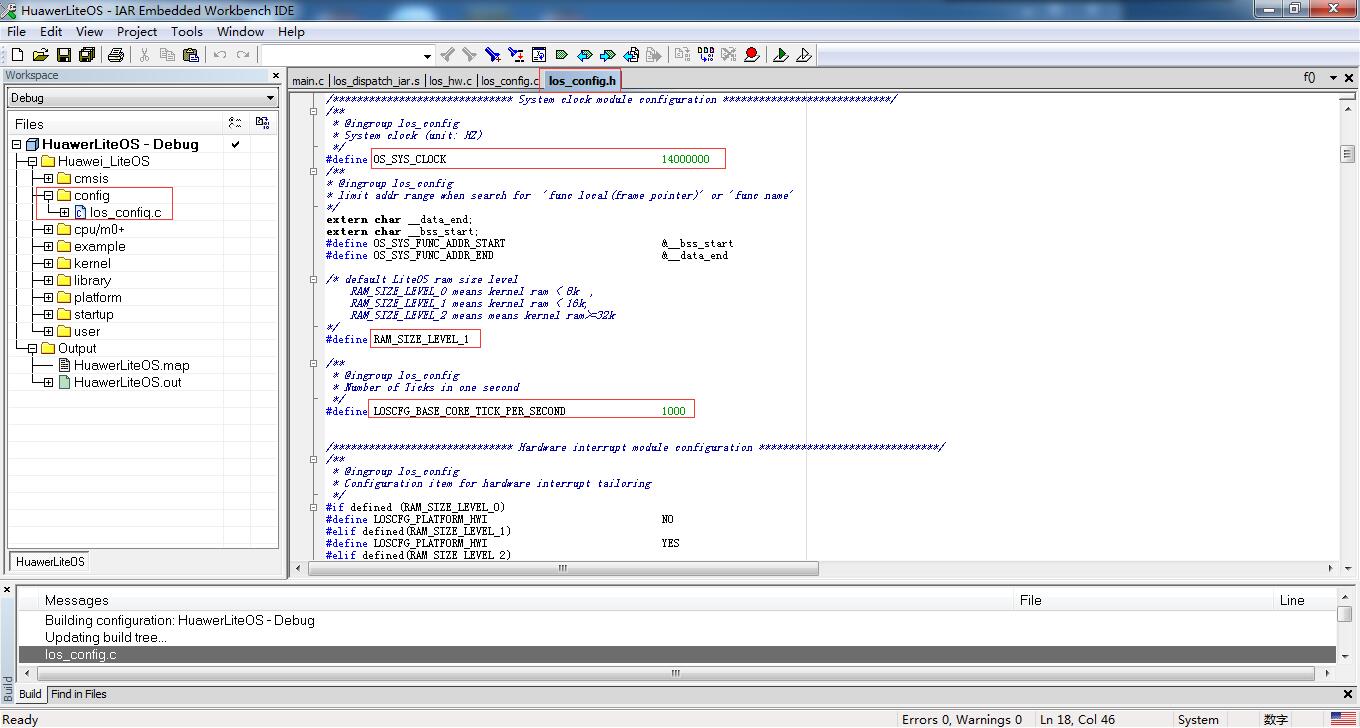 HuawerLiteOS - IAR Embedded Workbench IDE
File Edit View Project Tools Window Help
Workspace
Debug
Files
HuawerLiteOS - Debug
Huawei_LiteOS
cmsis
config
los_config.c
cpu/m0+
example
kernel
library
platform
startup
user
Output
HuawerLiteOS.map
HuawerLiteOS.out
HuawerLiteOS
main.c | los_dispatch_iar.s | los_hw.c | los_config.c los_config.h
f()
/****************************** System clock module configuration ****************************/
/**
* @ingroup los_config
* System clock (unit: HZ)
*/
#define OS_SYS_CLOCK 14000000
/**
* @ingroup los_config
* limit addr range when search for 'func local(frame pointer)' or 'func name'
*/
extern char __data_end;
extern char __bss_start;
#define OS_SYS_FUNC_ADDR_START &__bss_start
#define OS_SYS_FUNC_ADDR_END &__data_end
/* default LiteOS ram size level
RAM_SIZE_LEVEL_0 means kernel ram < 8k ,
RAM_SIZE_LEVEL_1 means kernel ram < 16k,
RAM_SIZE_LEVEL_2 means means kernel ram>=32k
*/
#define RAM_SIZE_LEVEL_1
/**
* @ingroup los_config
* Number of Ticks in one second
*/
#define LOSCFG_BASE_CORE_TICK_PER_SECOND 1000
/****************************** Hardware interrupt module configuration ******************************/
/**
* @ingroup los_config
* Configuration item for hardware interrupt tailoring
*/
#if defined (RAM_SIZE_LEVEL_0)
#define LOSCFG_PLATFORM_HWI NO
#elif defined(RAM_SIZE_LEVEL_1)
#define LOSCFG_PLATFORM_HWI YES
#elif defined(RAM_SIZE_LEVEL_2)
Messages File Line
Building configuration: HuawerLiteOS - Debug
Updating build tree...
los_config.c
Build
Build Find in Files
Ready Errors 0, Warnings 0 Ln 18, Col 46 System 数字